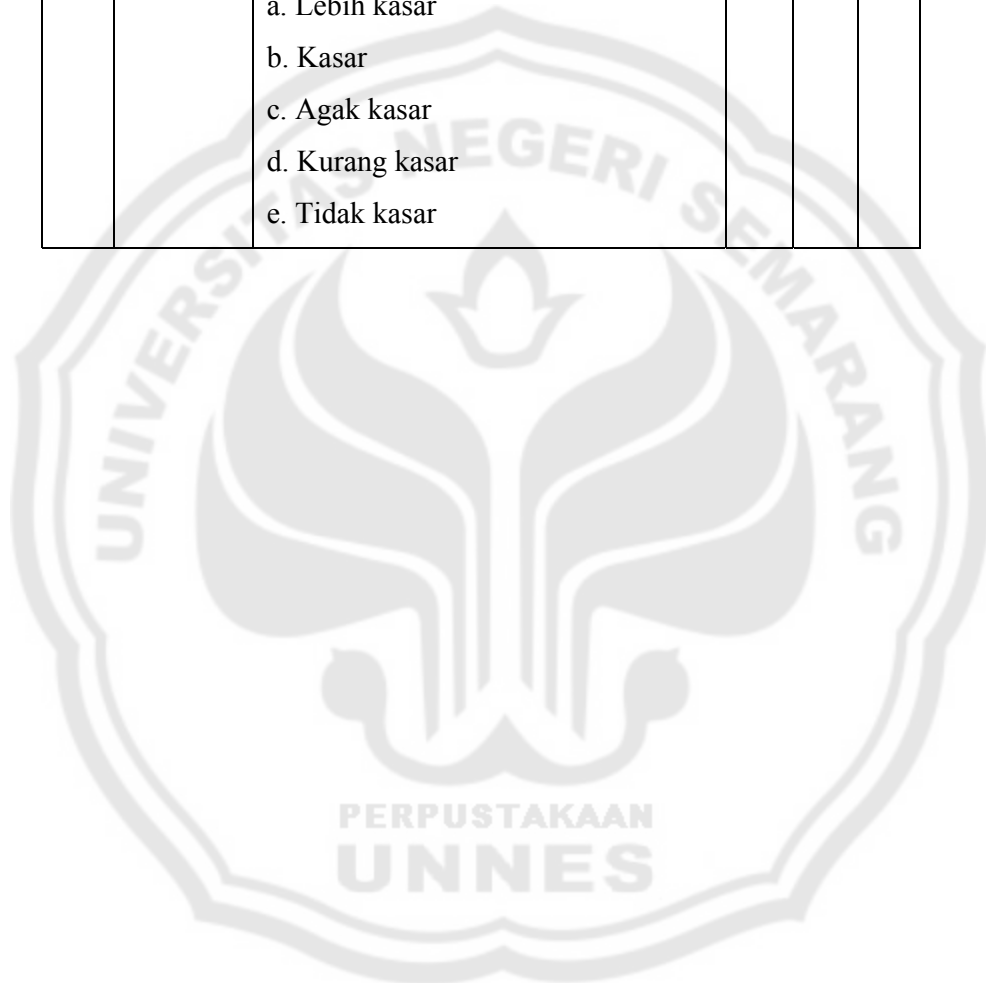 a. Lebih kasar
b. Kasar
c. Agak kasar
d. Kurang kasar
e. Tidak kasar
UNIVERSITAS NEGERI SEMARANG
PERPUSTAKAAN
UNNES